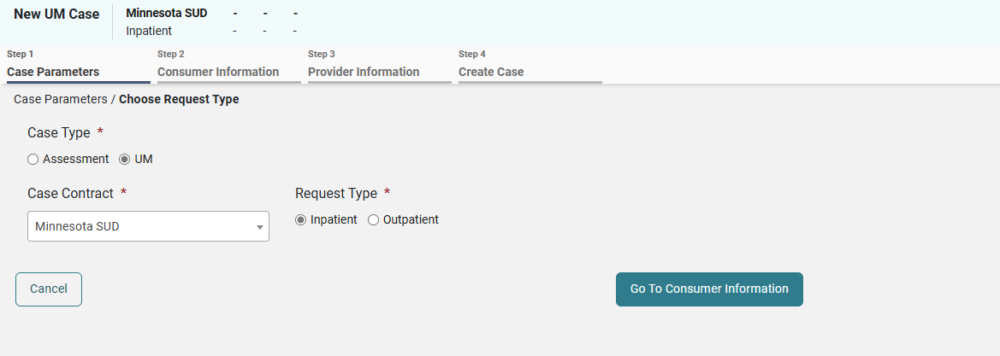 New UM Case
Minnesota SUD - - -
Inpatient - - -
Step 1 Step 2 Step 3 Step 4
Case Parameters Consumer Information Provider Information Create Case
Case Parameters / Choose Request Type
Case Type *
Assessment UM
Case Contract * Request Type *
Minnesota SUD Inpatient Outpatient
Cancel Go To Consumer Information